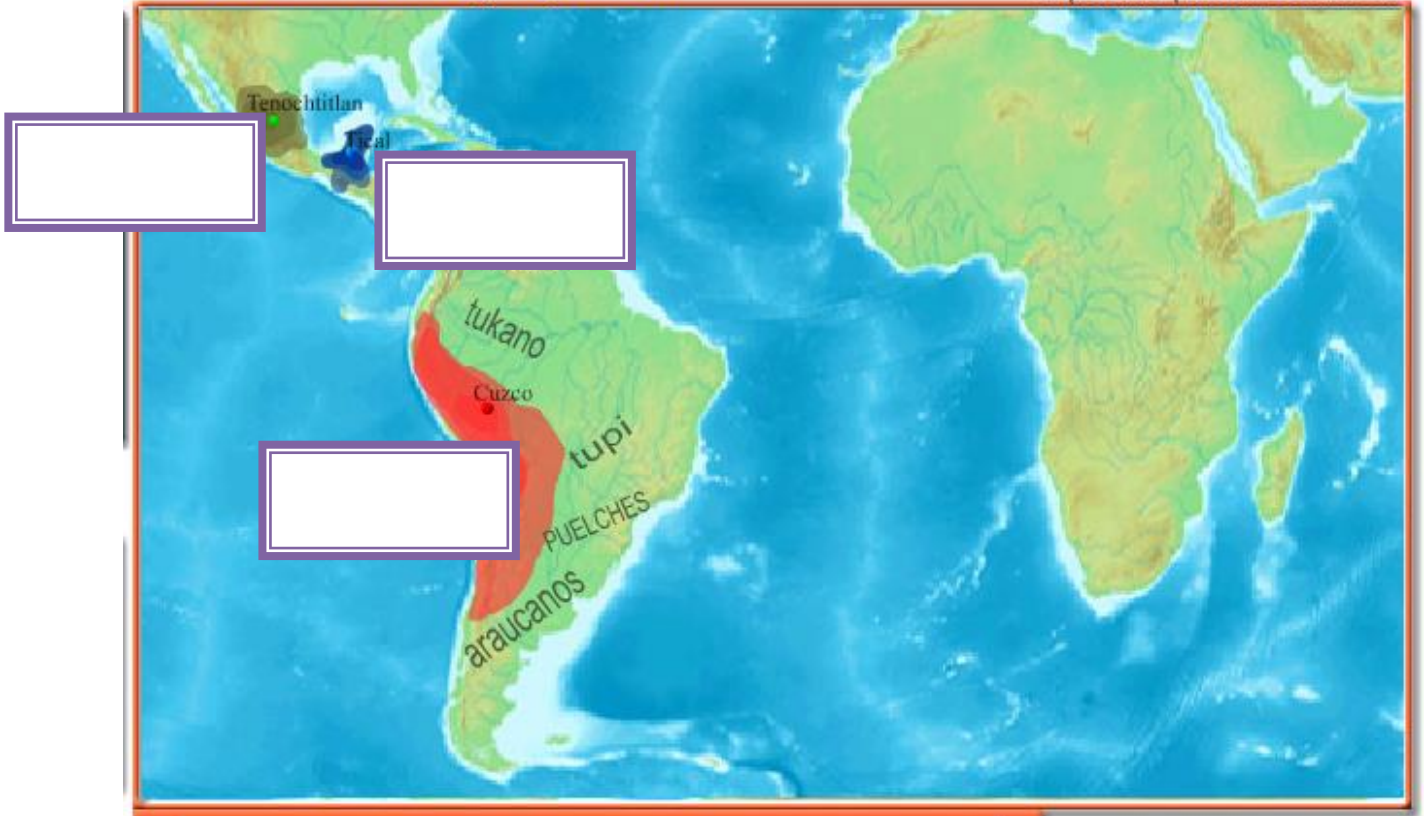 Tenochtitlan
Tical
tukano
Cuzco
tupi
PUELCHES
araucanos